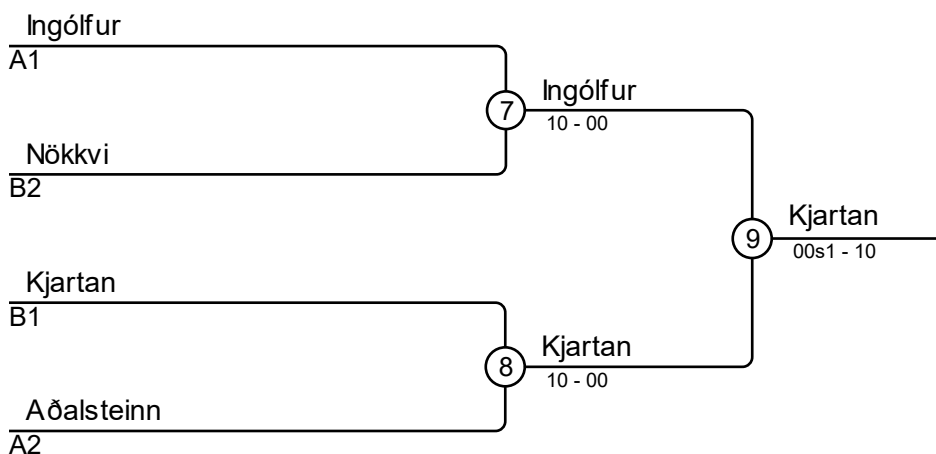 Ingólfur
A1
7
Ingólfur
10 - 00
Nökkvi
B2
9
Kjartan
00s1 - 10
Kjartan
B1
8
Kjartan
10 - 00
Aðalsteinn
A2